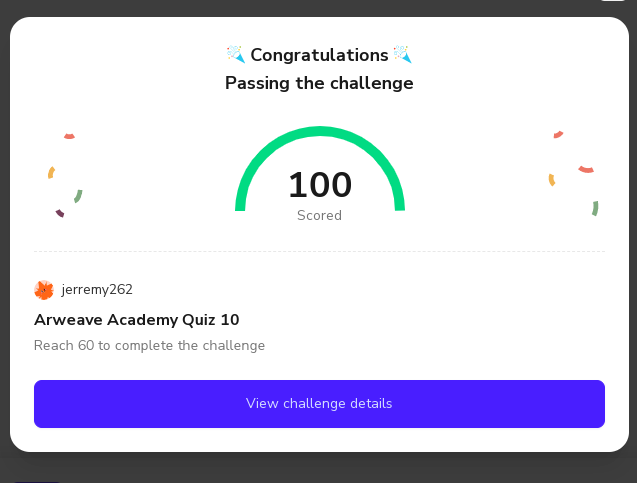 Congratulations
Passing the challenge
100
Scored
jerremy262
Arweave Academy Quiz 10
Reach 60 to complete the challenge
View challenge details